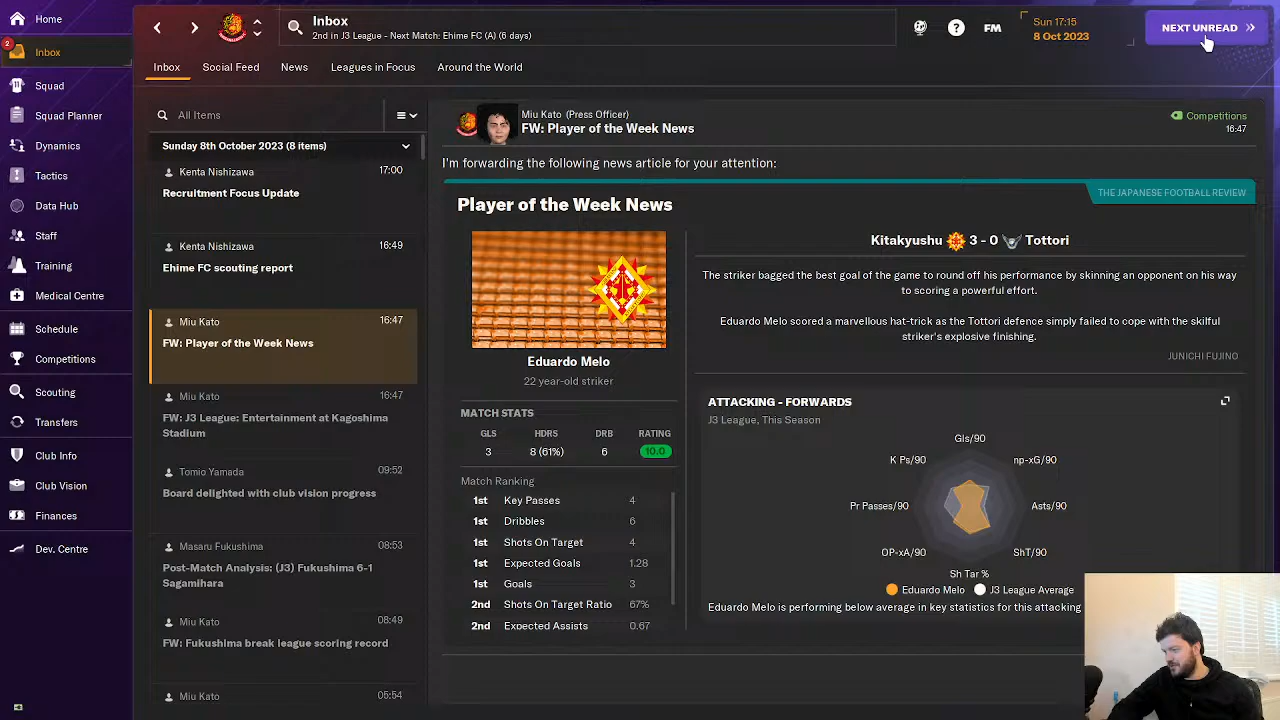 Home
Inbox
2nd in J3 League - Next Match: Ehime FC (A) (6 days)
FM
Sun 17:15
8 Oct 2023
NEXT UNREAD
2
Inbox
Inbox
Social Feed
News
Leagues in Focus
Around the World
Squad
Squad Planner
Dynamics
Tactics
Data Hub
Staff
Training
Medical Centre
Schedule
Competitions
Scouting
Transfers
Club Info
Club Vision
Finances
Dev. Centre
All Items
Sunday 8th October 2023 (8 items)
Kenta Nishizawa 17:00
Recruitment Focus Update
Kenta Nishizawa 16:49
Ehime FC scouting report
Miu Kato 16:47
FW: Player of the Week News
Miu Kato 16:47
FW: J3 League: Entertainment at Kagoshima
Stadium
Tomio Yamada 09:52
Board delighted with club vision progress
Masaru Fukushima 08:53
Post-Match Analysis: (J3) Fukushima 6-1
Sagamihara
Miu Kato 08:49
FW: Fukushima break league scoring record
Miu Kato 05:54
Miu Kato (Press Officer)
FW: Player of the Week News
Competitions
16:47
I'm forwarding the following news article for your attention:
THE JAPANESE FOOTBALL REVIEW
Player of the Week News
Eduardo Melo
22 year-old striker
MATCH STATS
GLS HDRS DRB RATING
3 8 (61%) 6 10.0
Match Ranking
1st Key Passes 4
1st Dribbles 6
1st Shots On Target 4
1st Expected Goals 1.28
1st Goals 3
2nd Shots On Target Ratio 67%
2nd Expected Assists 0.67
Kitakyushu 3 - 0 Tottori
The striker bagged the best goal of the game to round off his performance by skinning an opponent on his way
to scoring a powerful effort.
Eduardo Melo scored a marvellous hat-trick as the Tottori defence simply failed to cope with the skilful
striker's explosive finishing.
JUNICHI FUJINO
ATTACKING - FORWARDS
J3 League, This Season
Gls/90
K Ps/90 np-xG/90
Pr Passes/90 Asts/90
OP-xA/90 ShT/90
Sh Tar %
Eduardo Melo J3 League Average
Eduardo Melo is performing below average in key statistics for this attacking